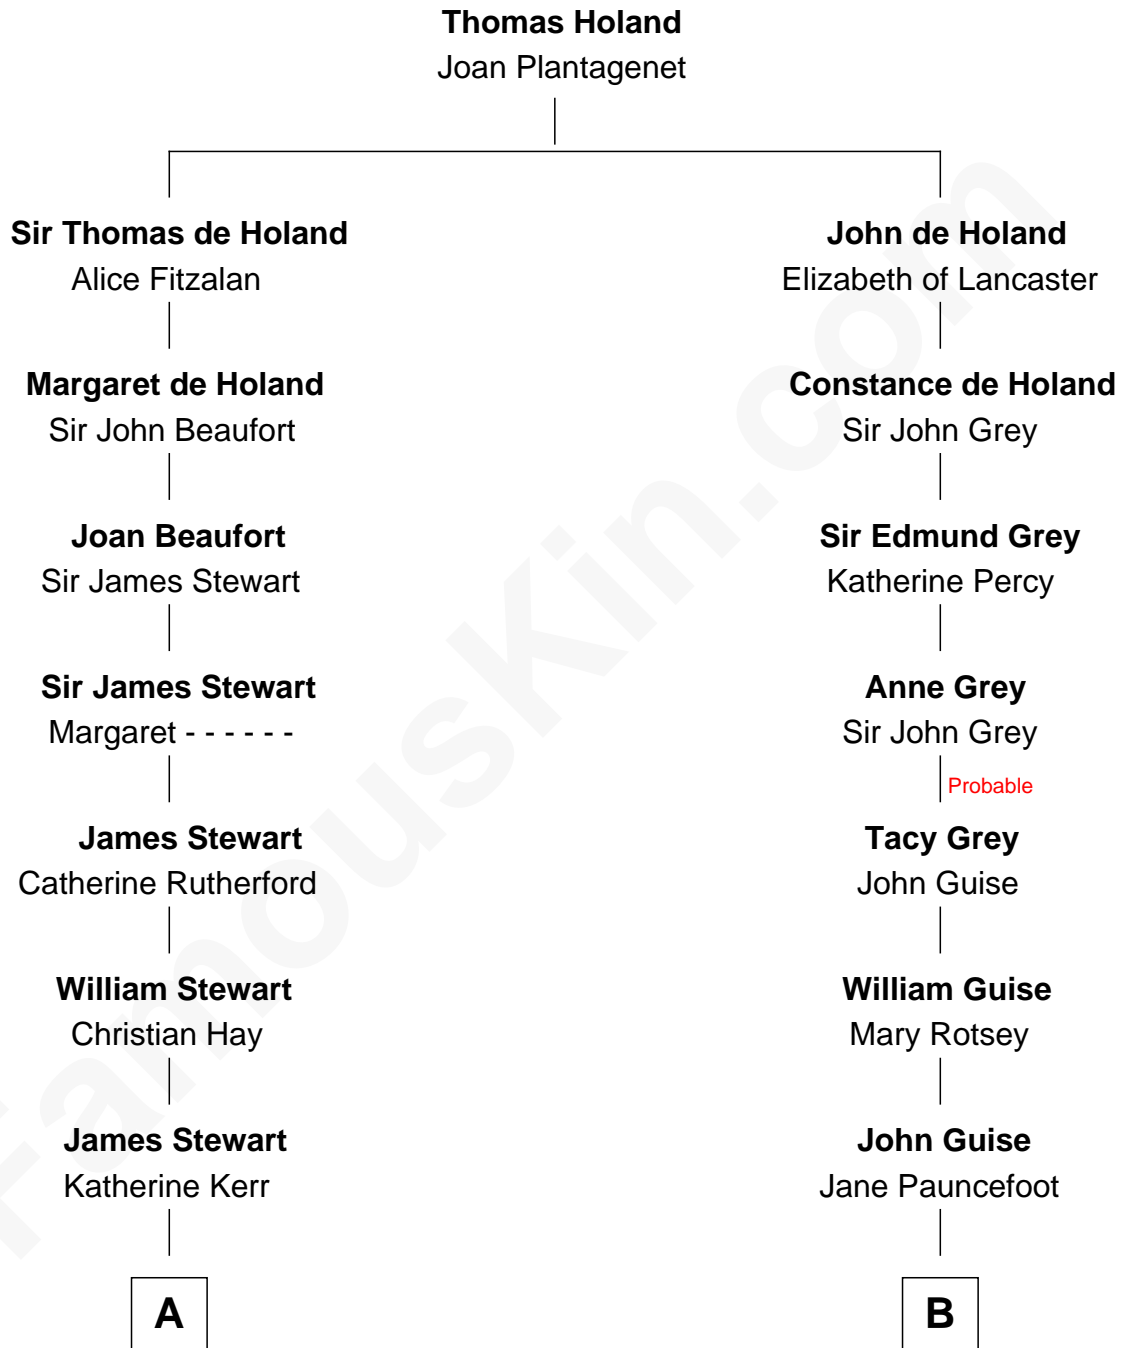 Thomas Holand
Joan Plantagenet
Sir Thomas de Holand
Alice Fitzalan
John de Holand
Elizabeth of Lancaster
Margaret de Holand
Sir John Beaufort
Constance de Holand
Sir John Grey
Joan Beaufort
Sir James Stewart
Sir Edmund Grey
Katherine Percy
Sir James Stewart
Margaret - - - - - -
Anne Grey
Sir John Grey
Probable
James Stewart
Catherine Rutherford
Tacy Grey
John Guise
William Stewart
Christian Hay
William Guise
Mary Rotsey
James Stewart
Katherine Kerr
John Guise
Jane Pauncefoot
A
B
FamousKin.com